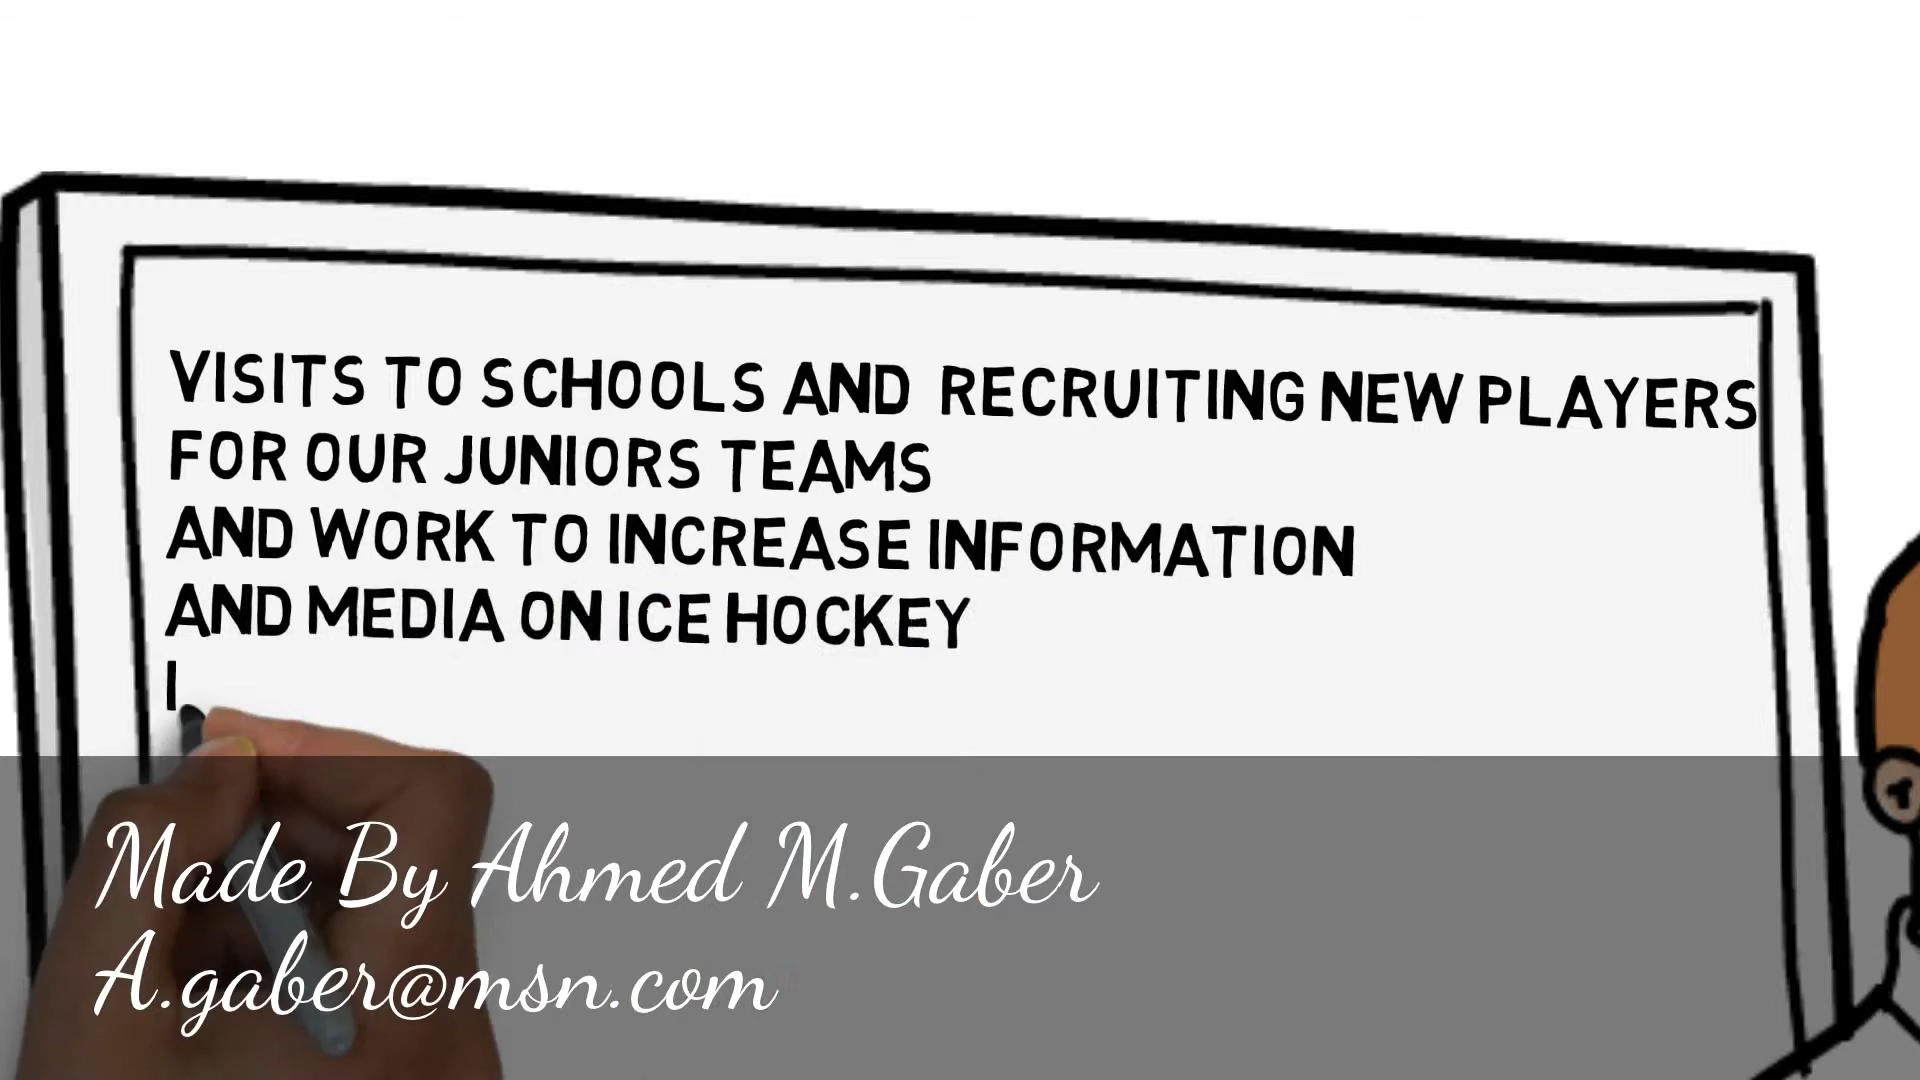 VISITS TO SCHOOLS AND RECRUITING NEW PLAYERS
FOR OUR JUNIORS TEAMS
AND WORK TO INCREASE INFORMATION
AND MEDIA ON ICE HOCKEY
I
Made By Ahmed M.Gaber
A.gaber@msn.com